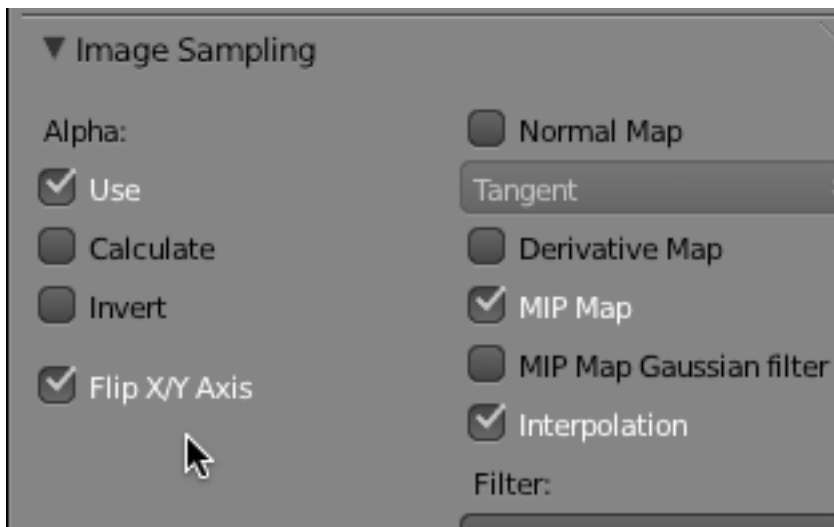 Image Sampling
Alpha:
Use
Calculate
Invert
Flip X/Y Axis
Normal Map
Tangent
Derivative Map
MIP Map
MIP Map Gaussian filter
Interpolation
Filter: